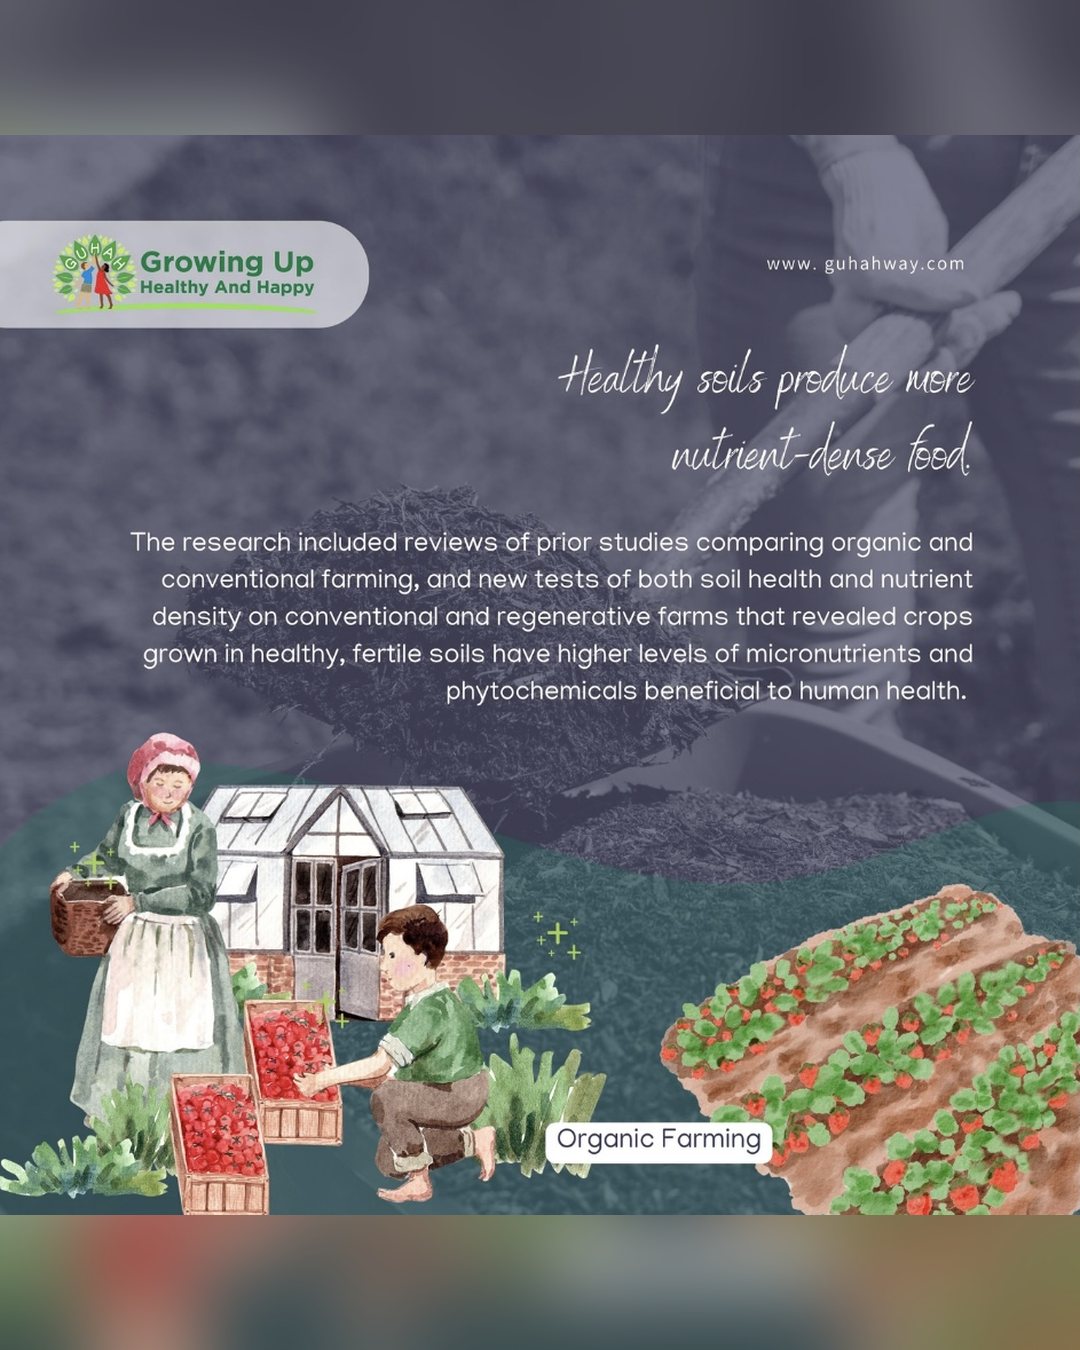 GUHAH
Growing Up
Healthy And Happy
www. guhahway.com
Healthy soils produce more
nutrient-dense food.
The research included reviews of prior studies comparing organic and
conventional farming, and new tests of both soil health and nutrient
density on conventional and regenerative farms that revealed crops
grown in healthy, fertile soils have higher levels of micronutrients and
phytochemicals beneficial to human health.
Organic Farming